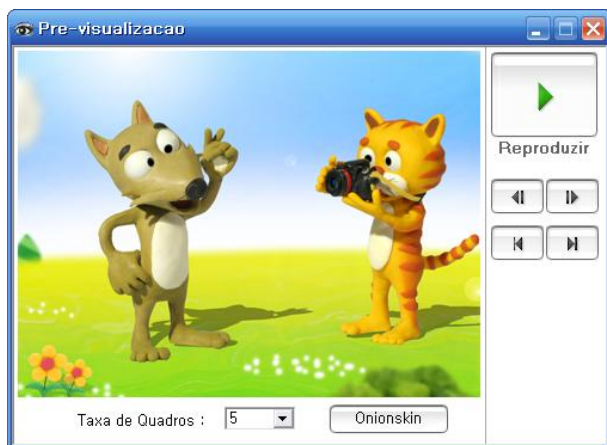 Pre-visualizacao
Reproduzir
Taxa de Quadros :
5
Onionskin